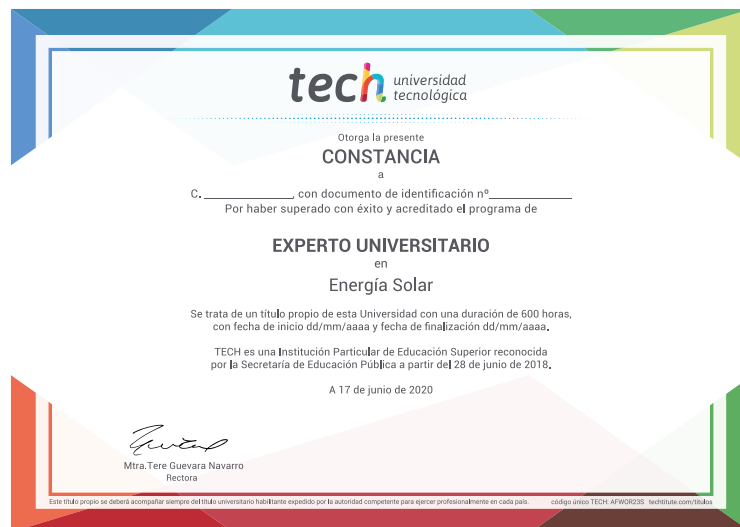 tech universidad
tecnológica
Otorga la presente
CONSTANCIA
a
C. ______________, con documento de identificación nº______________
Por haber superado con éxito y acreditado el programa de
EXPERTO UNIVERSITARIO
en
Energía Solar
Se trata de un título propio de esta Universidad con una duración de 600 horas,
con fecha de inicio dd/mm/aaaa y fecha de finalización dd/mm/aaaa.
TECH es una Institución Particular de Educación Superior reconocida
por la Secretaría de Educación Pública a partir del 28 de junio de 2018.
A 17 de junio de 2020
Mtra.Tere Guevara Navarro
Rectora
Este título propio se deberá acompañar siempre del título universitario habilitante expedido por la autoridad competente para ejercer profesionalmente en cada país. código único TECH: AFWOR23S techtitute.com/titulos